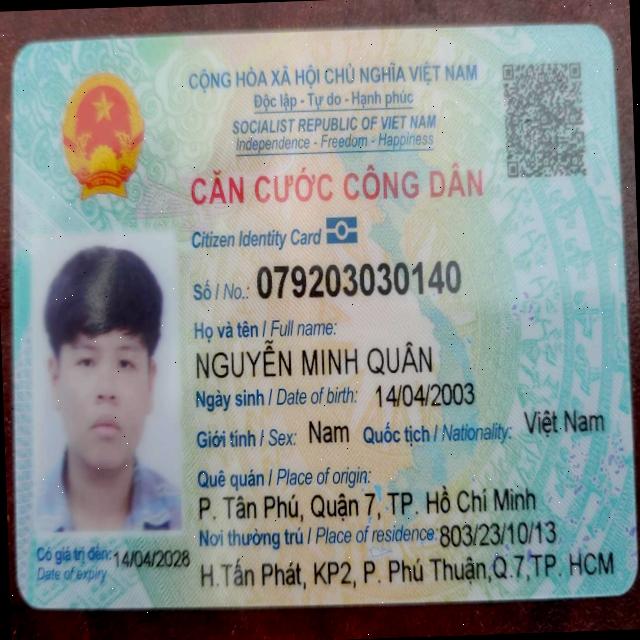 CỘNG HÒA XÃ HỘI CHỦ NGHĨA VIỆT NAM
Độc lập - Tự do - Hạnh phúc
SOCIALIST REPUBLIC OF VIET NAM
Independence - Freedom - Happiness
CĂN CƯỚC CÔNG DÂN
Citizen Identity Card
Số / No.: 079203030140
Họ và tên / Full name:
NGUYỄN MINH QUÂN
Ngày sinh / Date of birth: 14/04/2003
Giới tính / Sex: Nam Quốc tịch / Nationality: Việt Nam
Quê quán / Place of origin:
P. Tân Phú, Quận 7, TP. Hồ Chí Minh
Nơi thường trú / Place of residence: 803/23/10/13
H.Tấn Phát, KP2, P. Phú Thuận,Q.7,TP. HCM
Có giá trị đến: 14/04/2028
Date of expiry